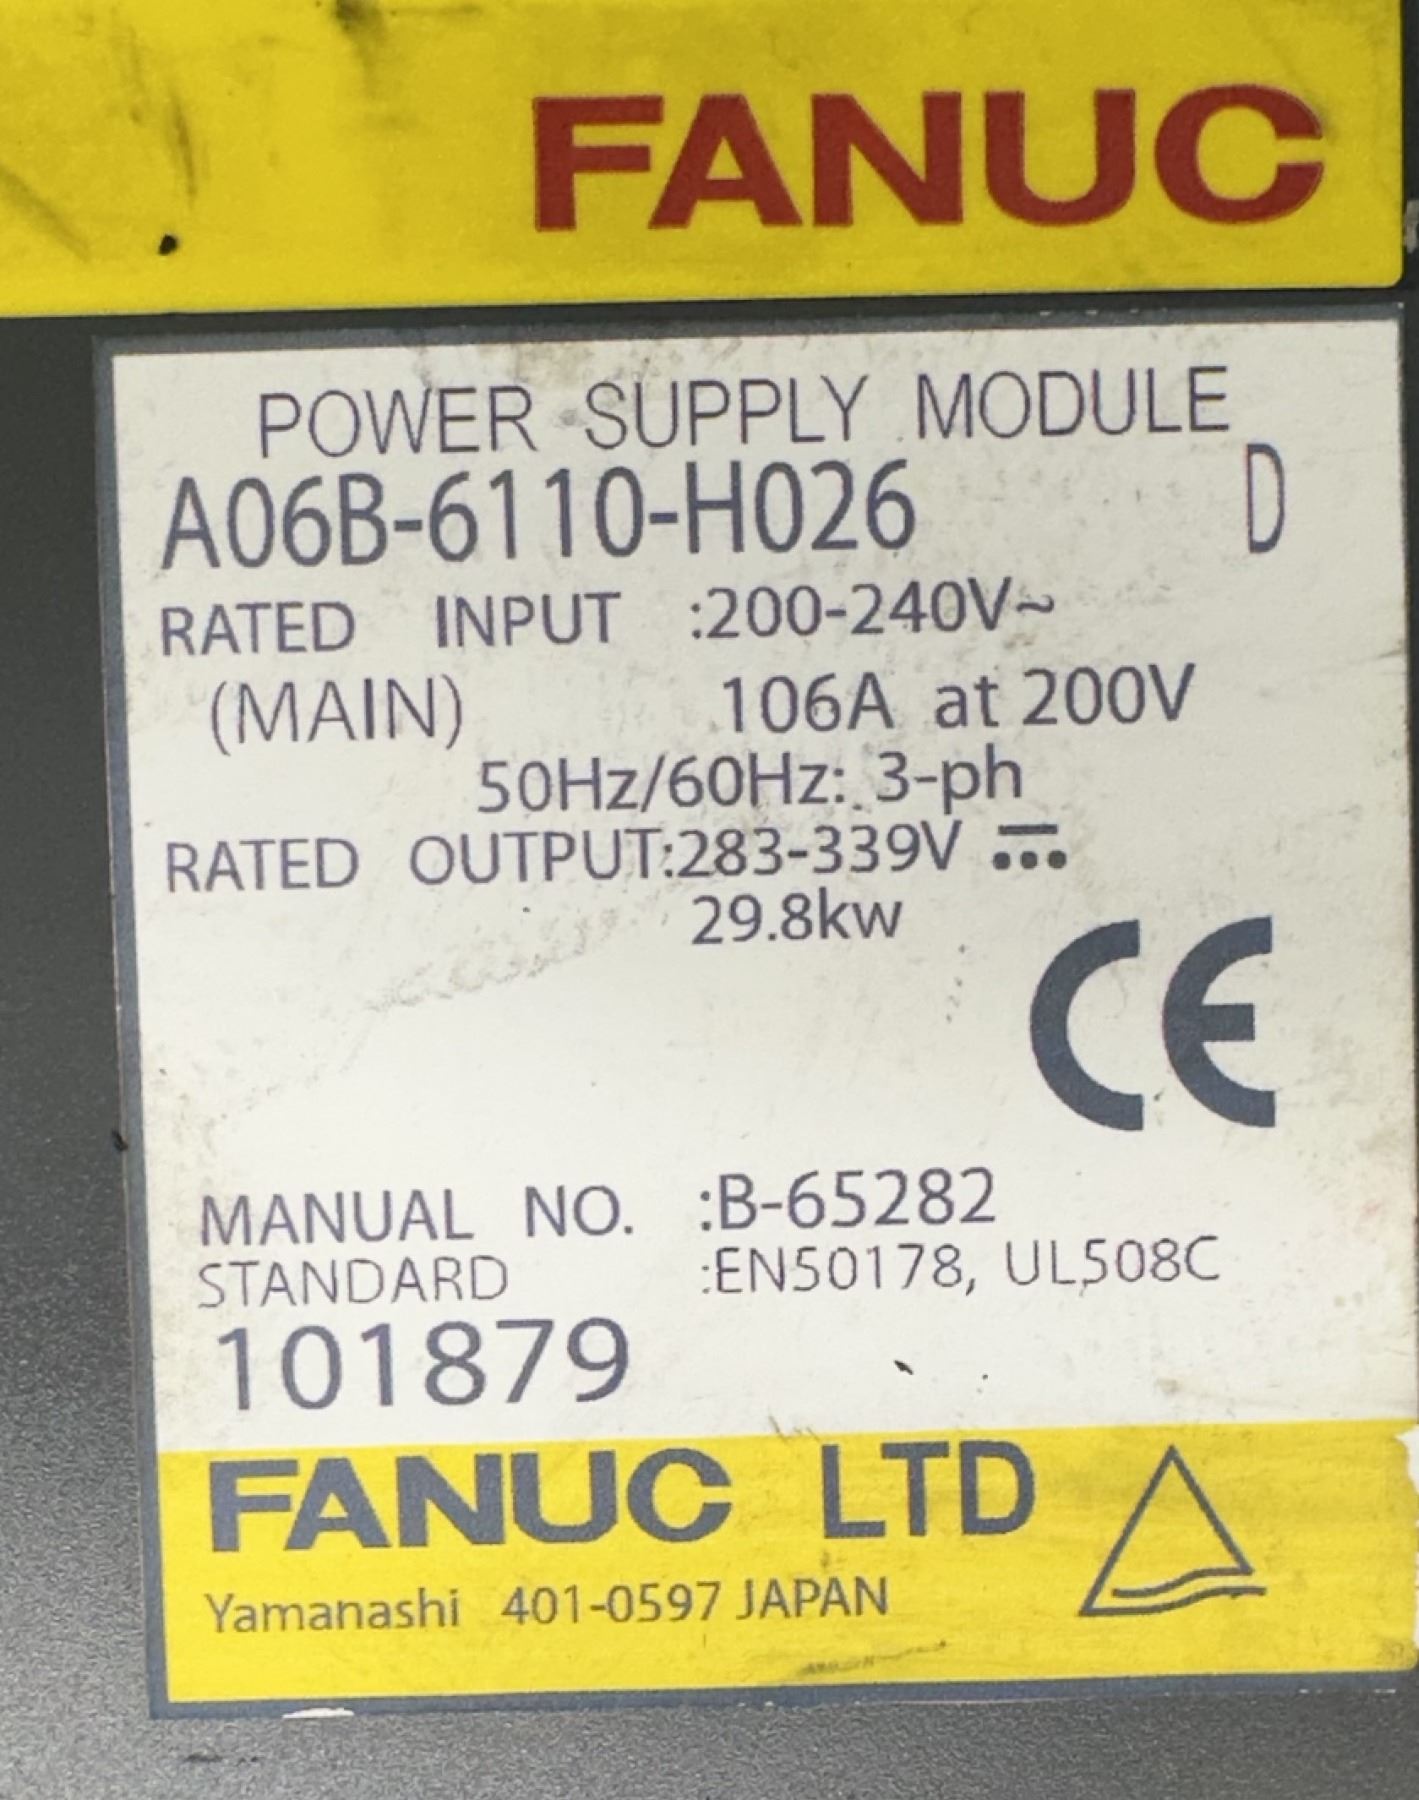 FANUC
POWER SUPPLY MODULE
A06B-6110-H026 D
RATED INPUT :200-240V~
(MAIN) 106A at 200V
50Hz/60Hz: 3-ph
RATED OUTPUT:283-339V ⎓
29.8kw
CE
MANUAL NO. :B-65282
STANDARD :EN50178, UL508C
101879
FANUC LTD
Yamanashi 401-0597 JAPAN